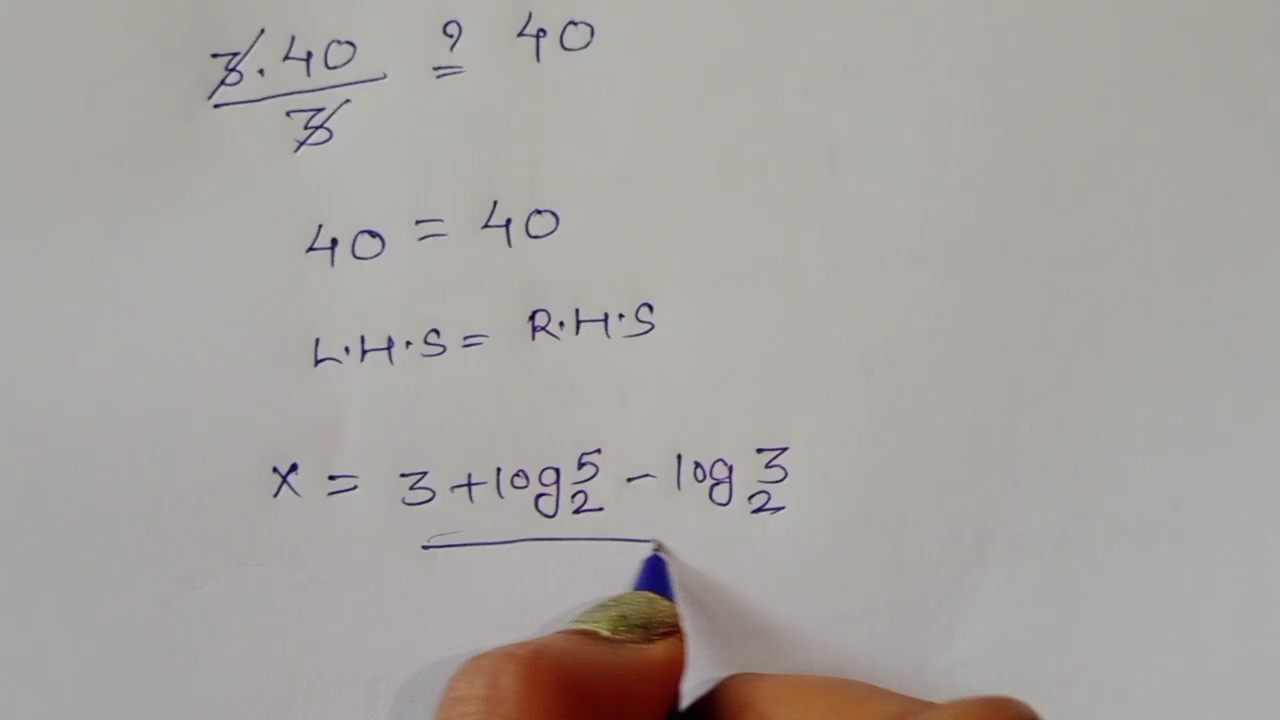 3.40/3 ≟ 40
40 = 40
L.H.S = R.H.S
x = 3 + log₂5 - log₂3